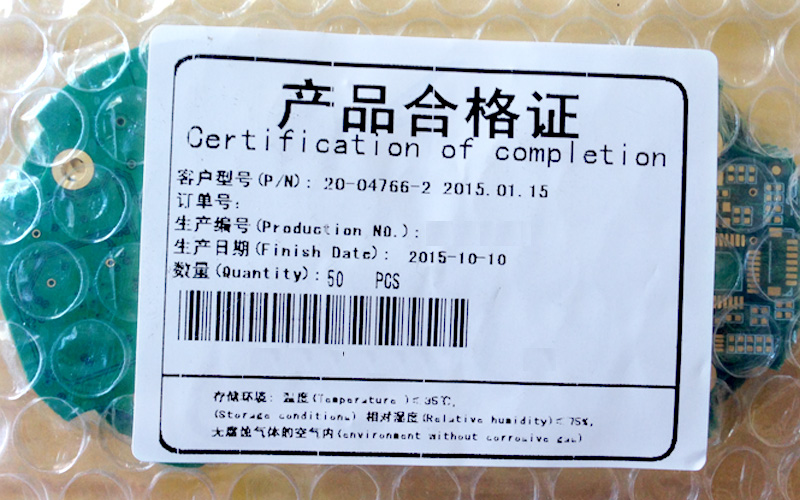 产品合格证
Certification of completion
客户型号(P/N): 20-04766-2 2015.01.15
订单号:
生产编号(Production NO.):
生产日期(Finish Date): 2015-10-10
数量(Quantity): 50 PCS
存储环境: 温度(Temperature)≤35℃,
(Storage conditions) 相对湿度(Relative humidity)≤75%,
无腐蚀气体的空气内(environment without corrosive gas)